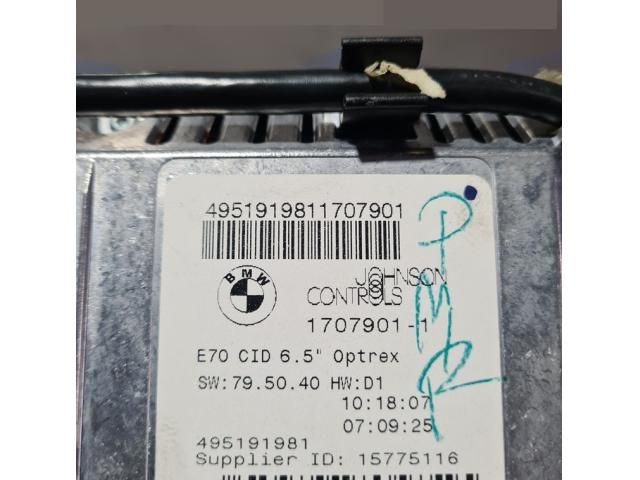 4951919811707901
BMW
JOHNSON
CONTROLS
1707901-1
E70 CID 6.5" Optrex
SW:79.50.40 HW:D1
10:18:07
07:09:25
495191981
Supplier ID: 15775116